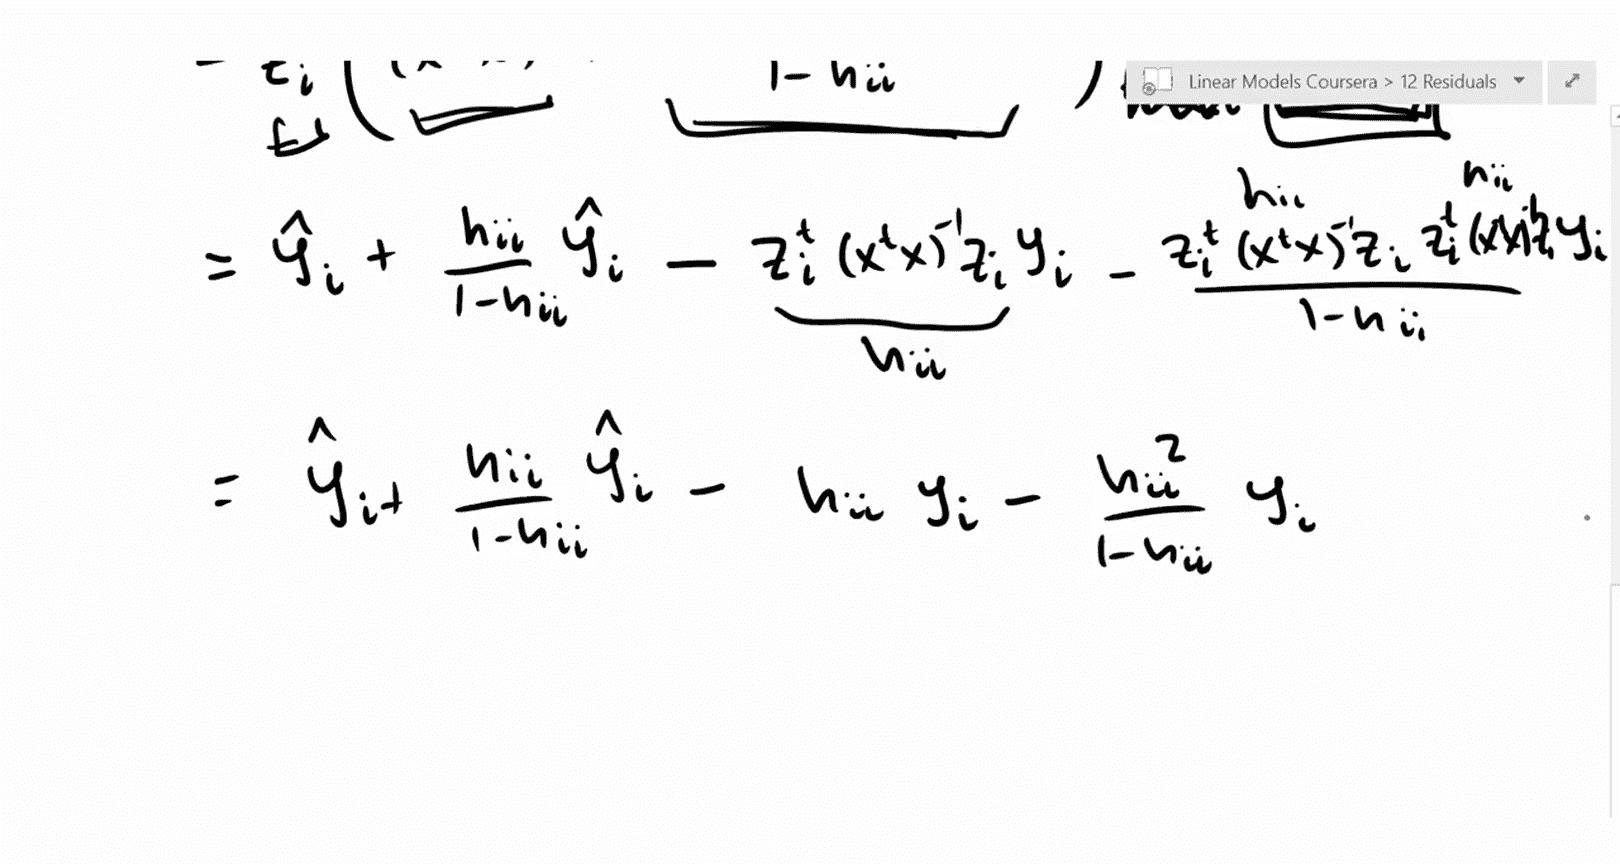 Linear Models Coursera > 12 Residuals
1 - hii
= ŷi + hii/(1-hii) ŷi - zi^t (x^t x)^-1 zi yi - zi^t (x^t x)^-1 zi zi^t (x^t x)^-1 zi yi / (1-hii)
hii hii
hii
= ŷi + hii/(1-hii) ŷi - hii yi - hii^2/(1-hii) yi